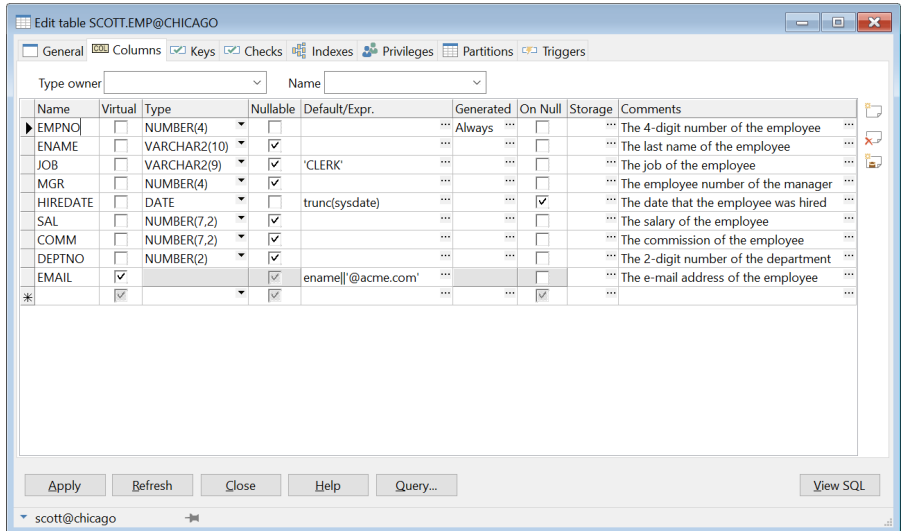 Edit table SCOTT.EMP@CHICAGO
General COL Columns Keys Checks Indexes Privileges Partitions Triggers
Type owner Name
Name Virtual Type Nullable Default/Expr. Generated On Null Storage Comments
EMPNO NUMBER(4) ... Always ... ... The 4-digit number of the employee ...
ENAME VARCHAR2(10) ... ... ... The last name of the employee ...
JOB VARCHAR2(9) 'CLERK' ... ... ... The job of the employee ...
MGR NUMBER(4) ... ... ... The employee number of the manager ...
HIREDATE DATE trunc(sysdate) ... ... ... The date that the employee was hired ...
SAL NUMBER(7,2) ... ... ... The salary of the employee ...
COMM NUMBER(7,2) ... ... ... The commission of the employee ...
DEPTNO NUMBER(2) ... ... ... The 2-digit number of the department ...
EMAIL ename||'@acme.com' ... ... ... The e-mail address of the employee ...
* ... ... ... ...
Apply Refresh Close Help Query... View SQL
scott@chicago